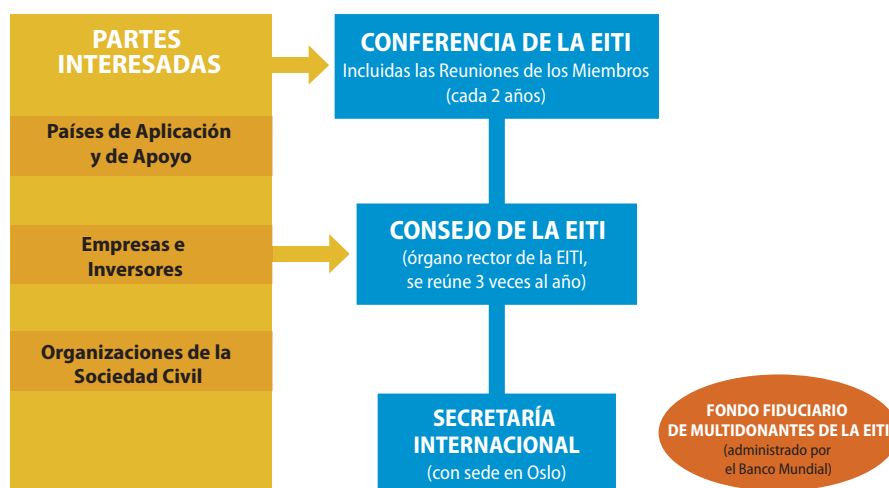 PARTES
INTERESADAS
Países de Aplicación
y de Apoyo
Empresas e
Inversores
Organizaciones de la
Sociedad Civil
CONFERENCIA DE LA EITI
Incluidas las Reuniones de los Miembros
(cada 2 años)
CONSEJO DE LA EITI
(órgano rector de la EITI,
se reúne 3 veces al año)
SECRETARÍA
INTERNACIONAL
(con sede en Oslo)
FONDO FIDUCIARIO
DE MULTIDONANTES DE LA EITI
(administrado por
el Banco Mundial)